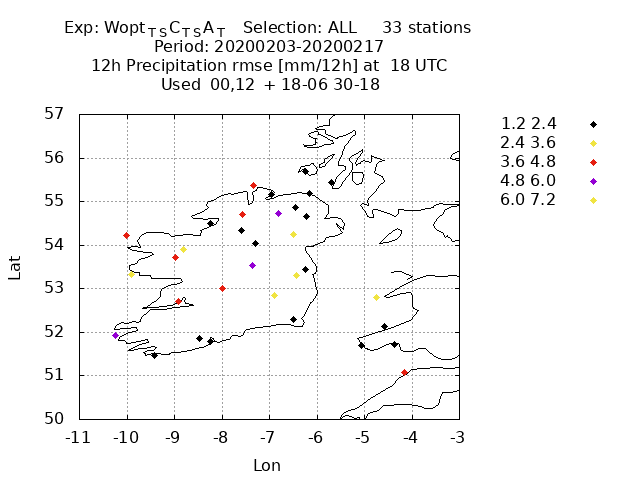 Exp: Wopt_TS C_TS A_T Selection: ALL 33 stations
Period: 20200203-20200217
12h Precipitation rmse [mm/12h] at 18 UTC
Used 00,12 + 18-06 30-18
57
56
55
54
53
52
51
50
Lat
-11 -10 -9 -8 -7 -6 -5 -4 -3
Lon
1.2 2.4
2.4 3.6
3.6 4.8
4.8 6.0
6.0 7.2